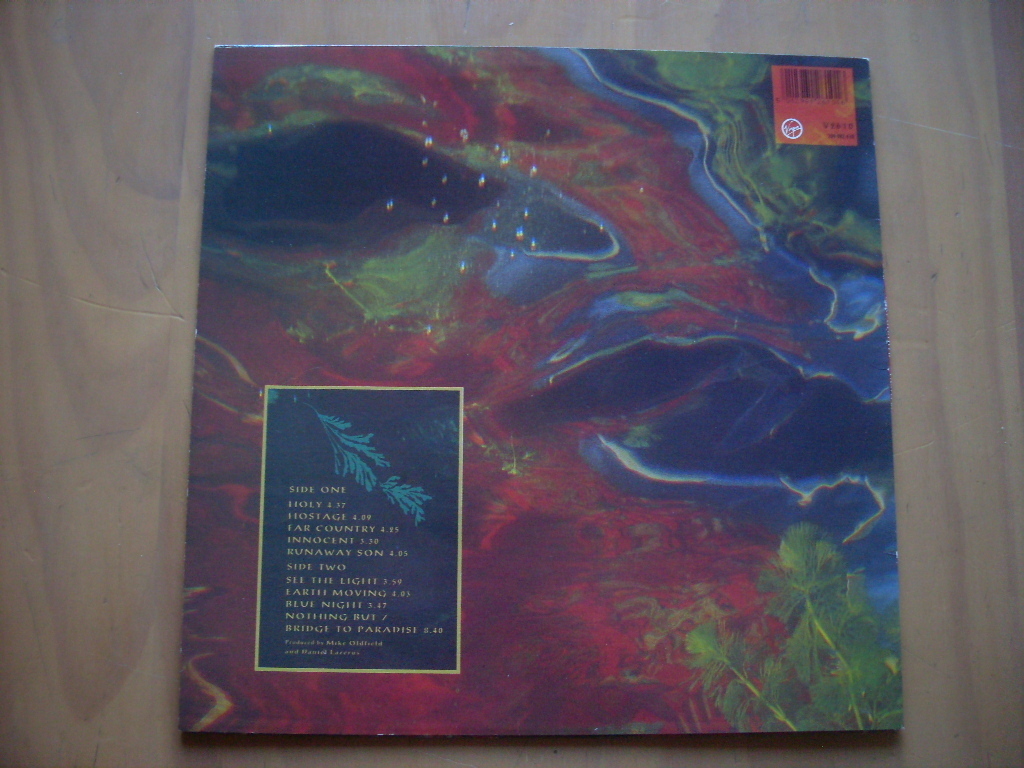 Virgin
SIDE ONE
HOLY 4.37
HOSTAGE 4.09
FAR COUNTRY 4.25
INNOCENT 3.30
RUNAWAY SON 4.05
SIDE TWO
SEE THE LIGHT 3.59
EARTH MOVING 4.03
BLUE NIGHT 3.47
NOTHING BUT /
BRIDGE TO PARADISE 8.40
Produced by Mike Oldfield
and Daniel Lazerus